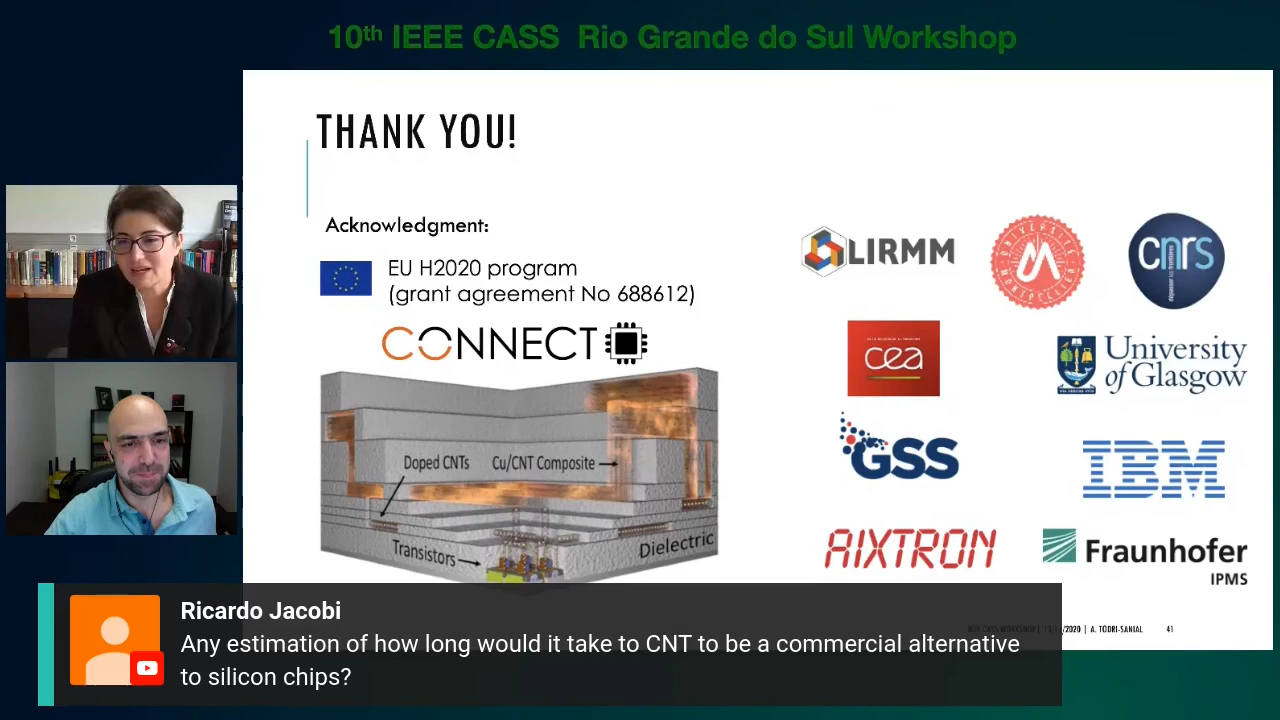 10th IEEE CASS Rio Grande do Sul Workshop
THANK YOU!
Acknowledgment:
EU H2020 program
(grant agreement No 688612)
CONNECT
Doped CNTs
Cu/CNT Composite
Transistors
Dielectric
LIRMM
UNIVERSITÉ
MONTPELLIER
cnrs
cea
University
of Glasgow
GSS
IBM
AIXTRON
Fraunhofer
IPMS
/2020 | A. TODRI-SANIAL 41
Ricardo Jacobi
Any estimation of how long would it take to CNT to be a commercial alternative
to silicon chips?